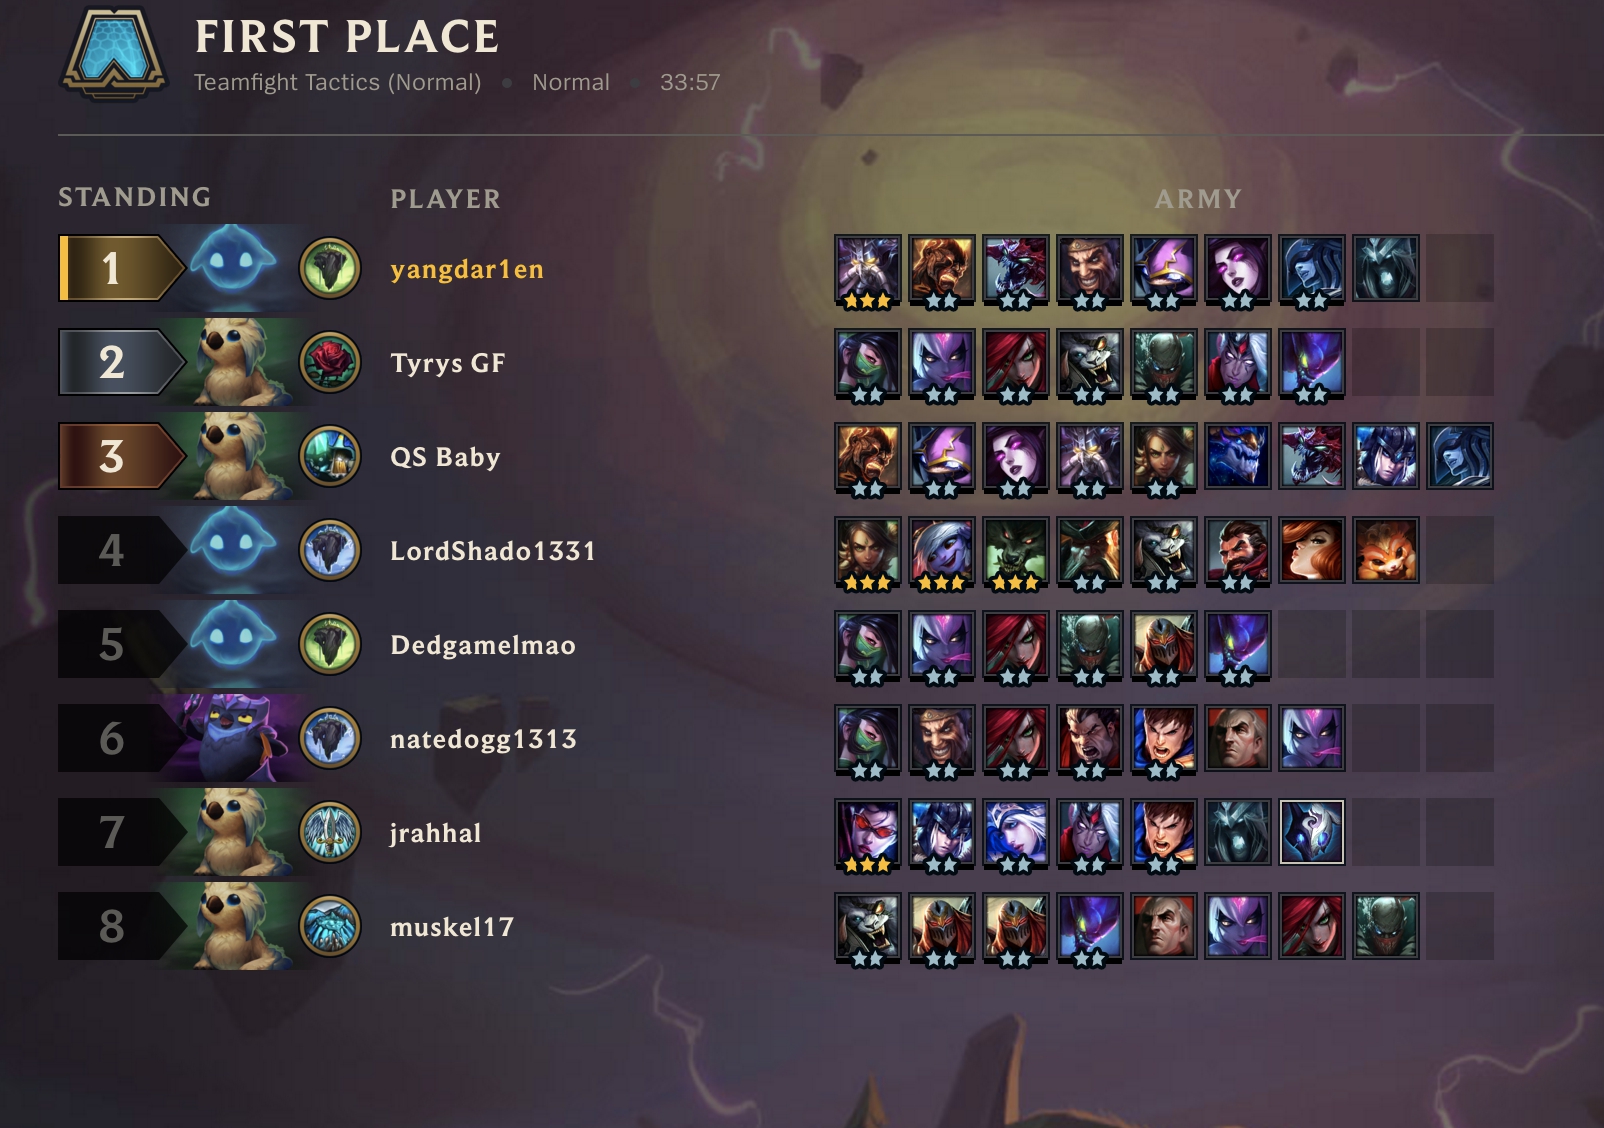 FIRST PLACE
Teamfight Tactics (Normal) • Normal • 33:57
STANDING PLAYER ARMY
1 yangdar1en
2 Tyrys GF
3 QS Baby
4 LordShado1331
5 Dedgamelmao
6 natedogg1313
7 jrahhal
8 muskel17